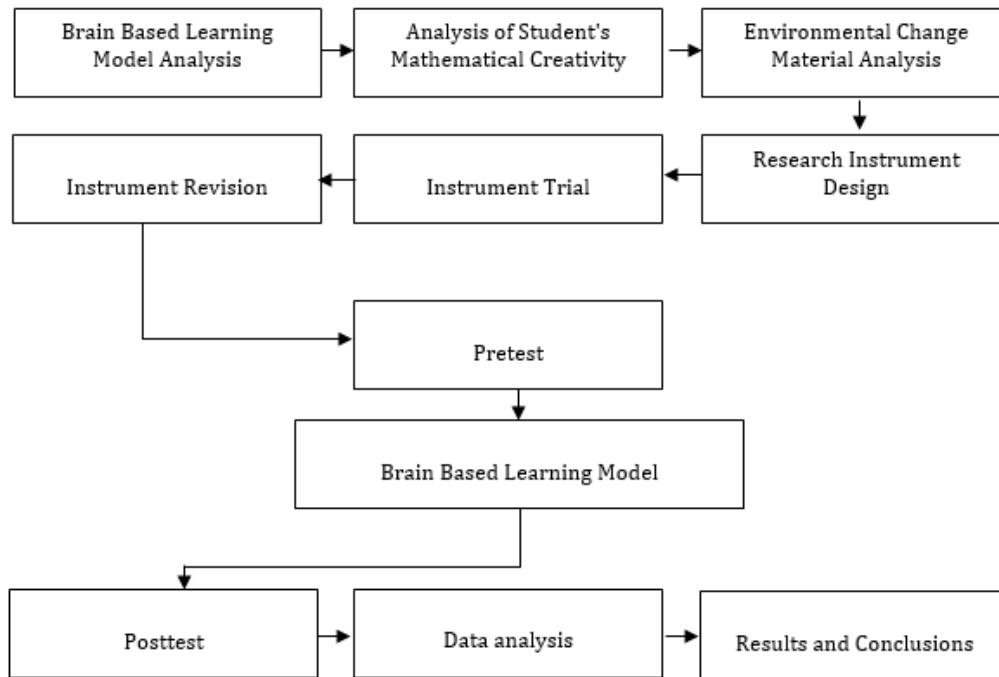 Brain Based Learning
Model Analysis
Analysis of Student's
Mathematical Creativity
Environmental Change
Material Analysis
Research Instrument
Design
Instrument Trial
Instrument Revision
Pretest
Brain Based Learning Model
Posttest
Data analysis
Results and Conclusions